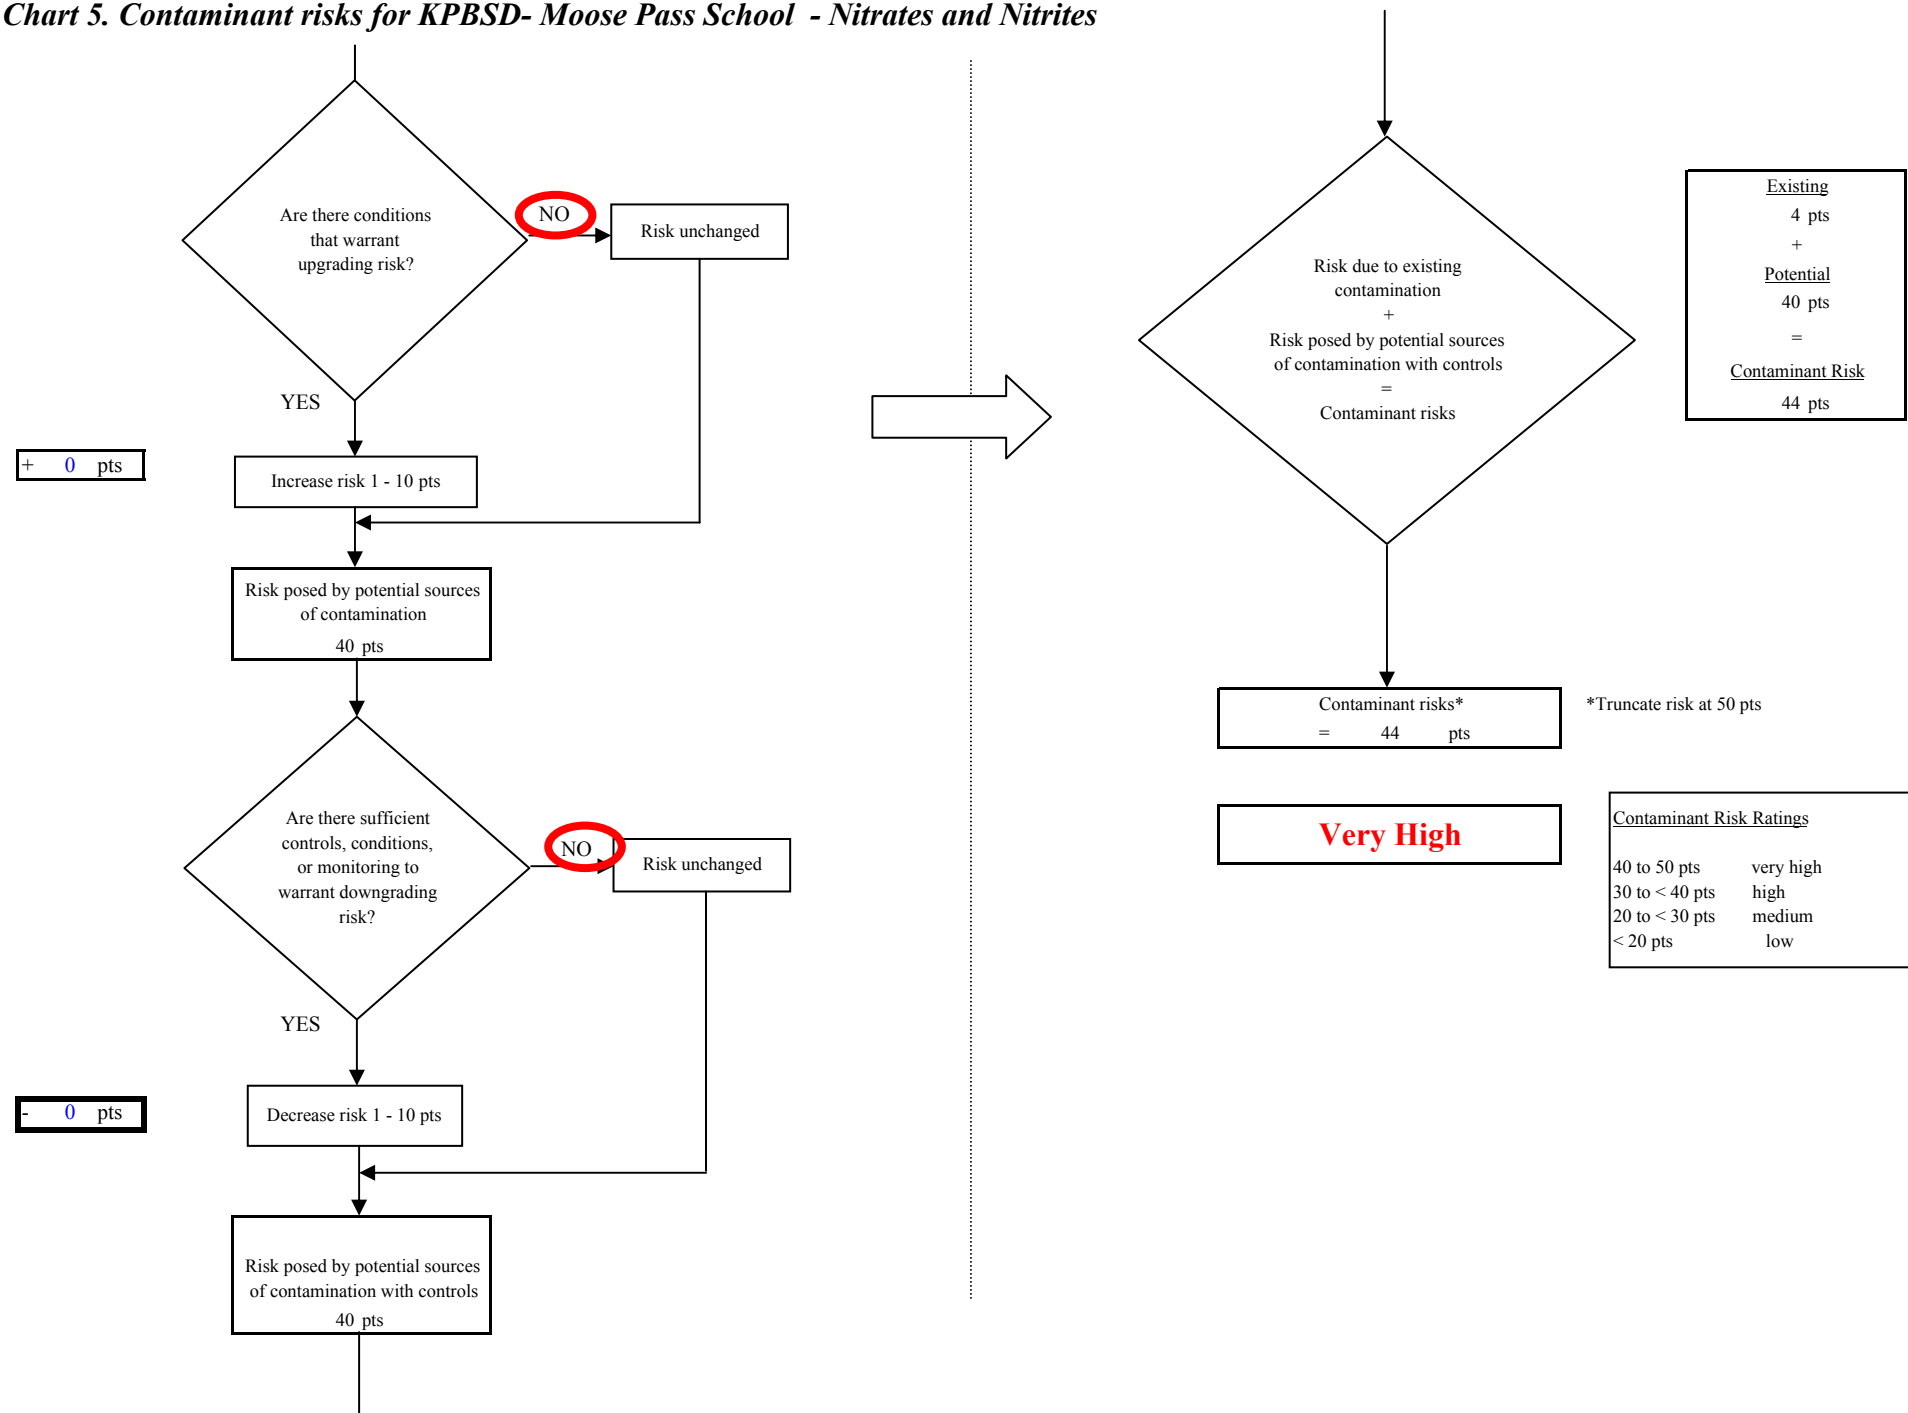 Chart 5. Contaminant risks for KPBSD- Moose Pass School - Nitrates and Nitrites
Are there conditions
that warrant
upgrading risk?
NO
Risk unchanged
YES
+ 0 pts
Increase risk 1 - 10 pts
Risk posed by potential sources
of contamination
40 pts
Are there sufficient
controls, conditions,
or monitoring to
warrant downgrading
risk?
NO
Risk unchanged
YES
- 0 pts
Decrease risk 1 - 10 pts
Risk posed by potential sources
of contamination with controls
40 pts
Risk due to existing
contamination
+
Risk posed by potential sources
of contamination with controls
=
Contaminant risks
Existing
4 pts
+
Potential
40 pts
=
Contaminant Risk
44 pts
Contaminant risks*
= 44 pts
*Truncate risk at 50 pts
Very High
Contaminant Risk Ratings
40 to 50 pts very high
30 to < 40 pts high
20 to < 30 pts medium
< 20 pts low